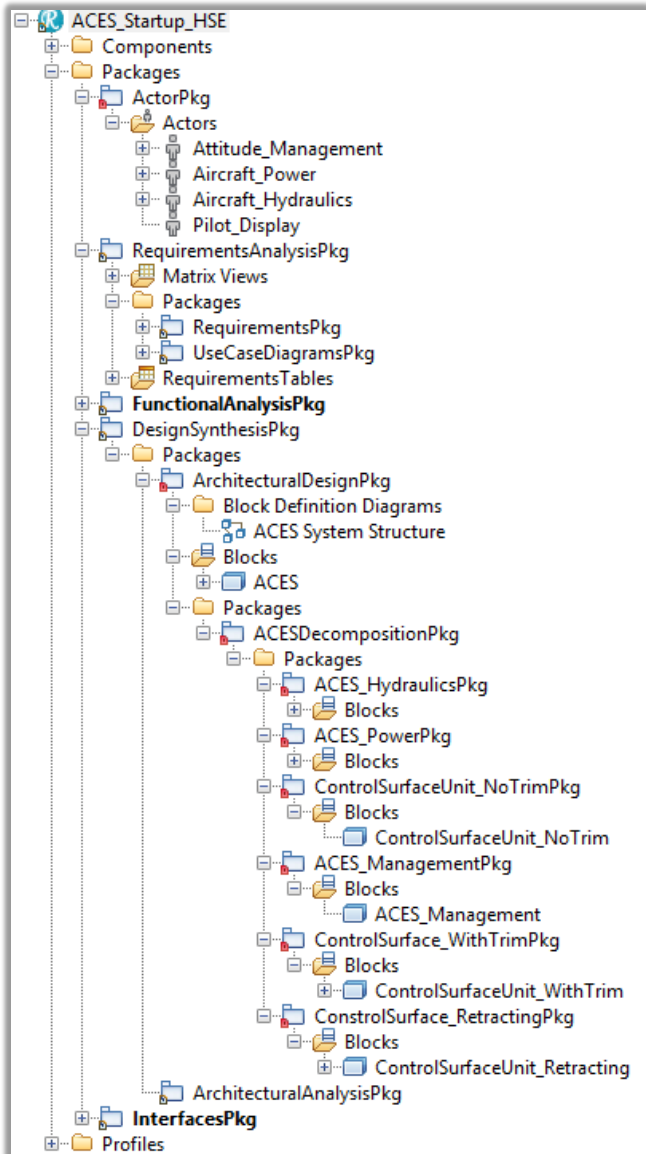 ACES_Startup_HSE
Components
Packages
ActorPkg
Actors
Attitude_Management
Aircraft_Power
Aircraft_Hydraulics
Pilot_Display
RequirementsAnalysisPkg
Matrix Views
Packages
RequirementsPkg
UseCaseDiagramsPkg
RequirementsTables
FunctionalAnalysisPkg
DesignSynthesisPkg
Packages
ArchitecturalDesignPkg
Block Definition Diagrams
ACES System Structure
Blocks
ACES
Packages
ACESDecompositionPkg
Packages
ACES_HydraulicsPkg
Blocks
ACES_PowerPkg
Blocks
ControlSurfaceUnit_NoTrimPkg
Blocks
ControlSurfaceUnit_NoTrim
ACES_ManagementPkg
Blocks
ACES_Management
ControlSurface_WithTrimPkg
Blocks
ControlSurfaceUnit_WithTrim
ConstrolSurface_RetractingPkg
Blocks
ControlSurfaceUnit_Retracting
ArchitecturalAnalysisPkg
InterfacesPkg
Profiles